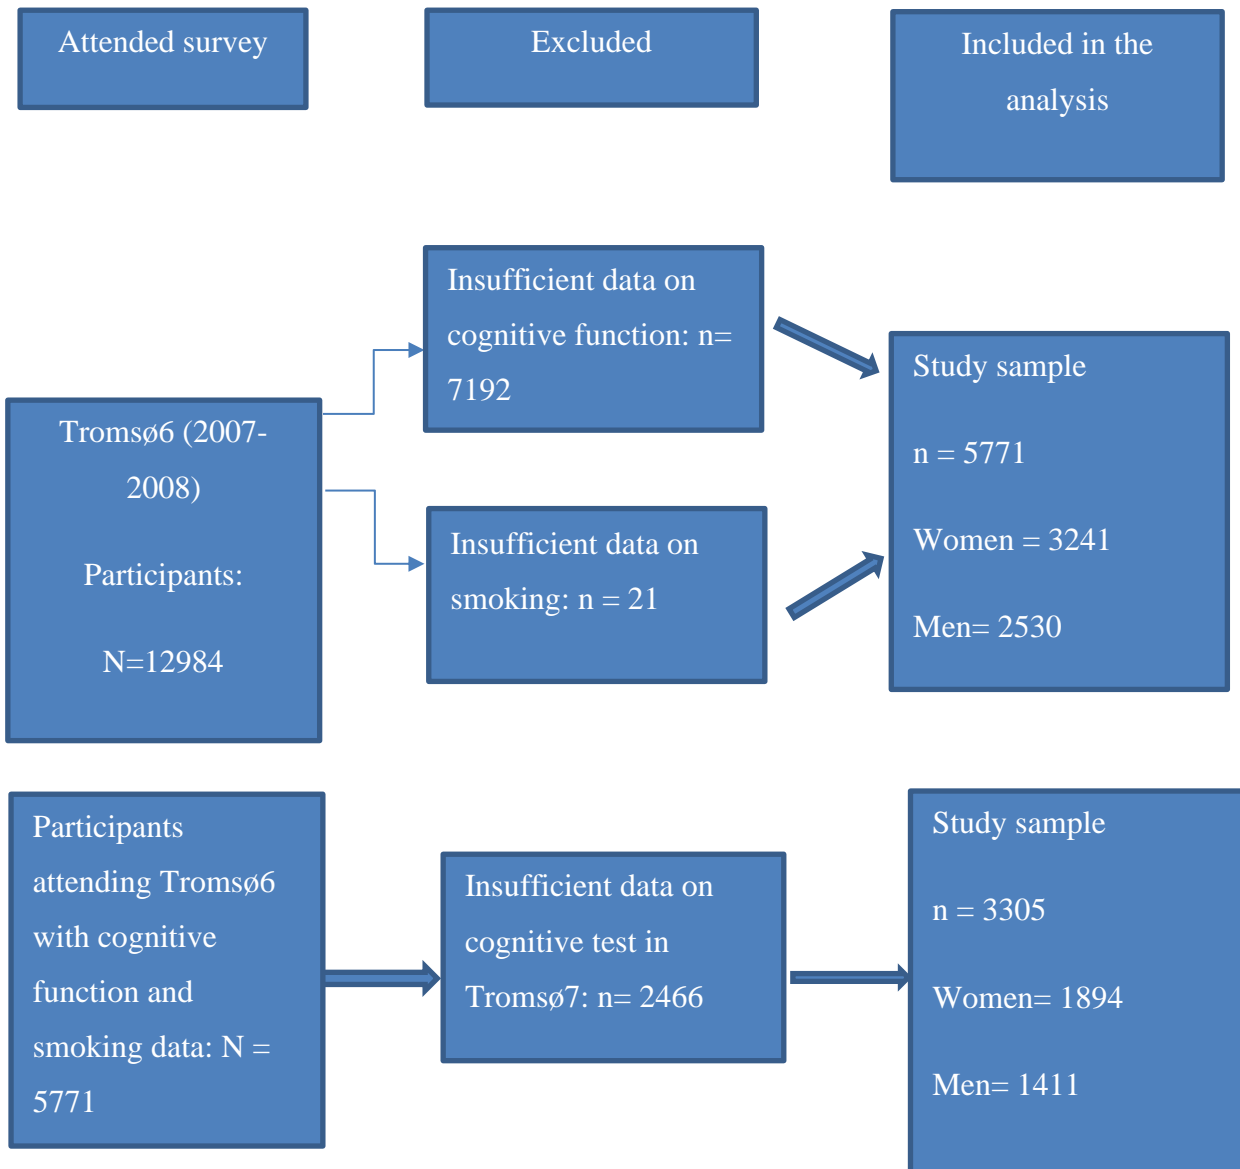 Attended survey
Excluded
Included in the
analysis
Insufficient data on
cognitive function: n=
7192
Tromsø6 (2007-
2008)
Participants:
N=12984
Insufficient data on
smoking: n = 21
Study sample
n = 5771
Women = 3241
Men= 2530
Participants
attending Tromsø6
with cognitive
function and
smoking data: N =
5771
Insufficient data on
cognitive test in
Tromsø7: n= 2466
Study sample
n = 3305
Women= 1894
Men= 1411